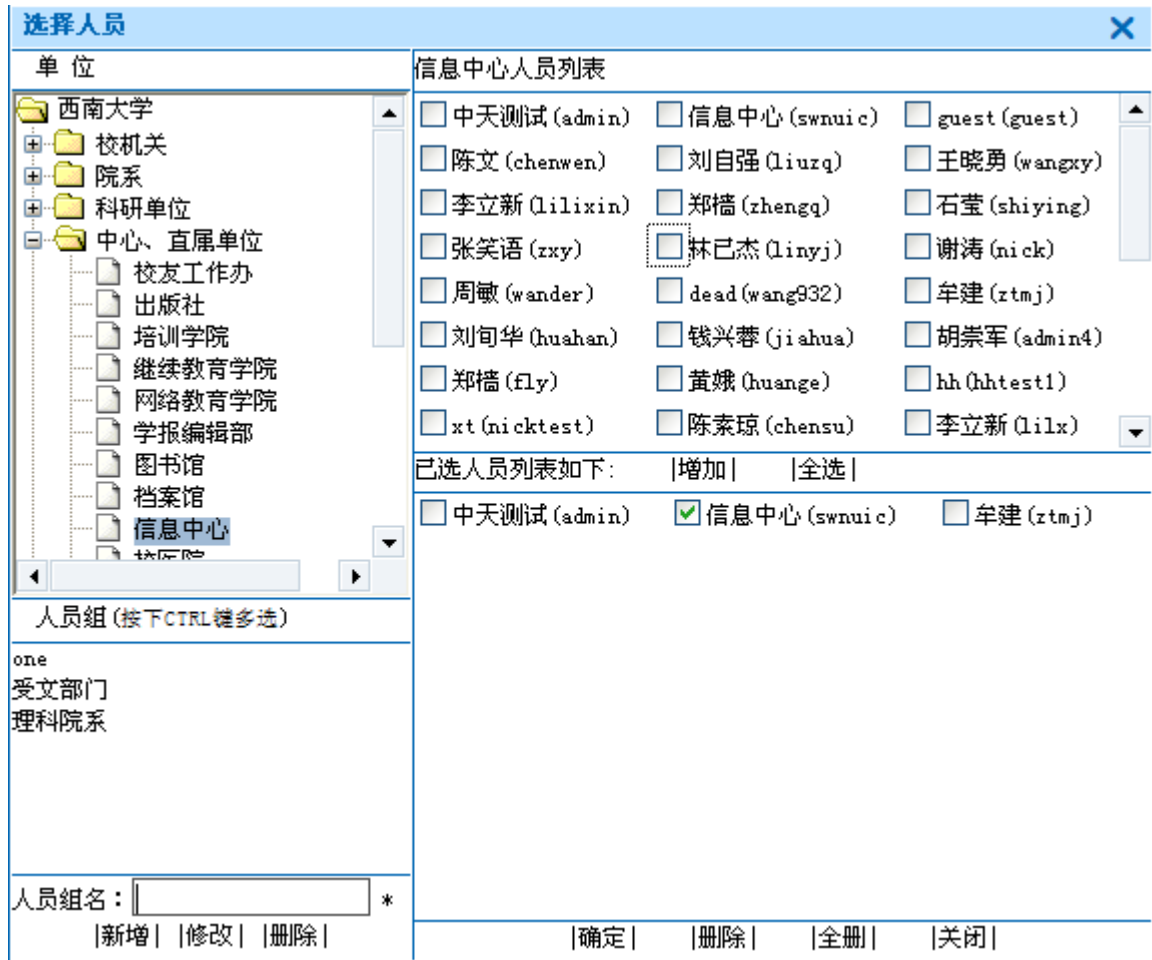 选择人员
单 位
西南大学
校机关
院系
科研单位
中心、直属单位
校友工作办
出版社
培训学院
继续教育学院
网络教育学院
学报编辑部
图书馆
档案馆
信息中心
校医院
人员组(按下CTRL键多选)
one
受文部门
理科院系
人员组名：*
|新增| |修改| |删除|
信息中心人员列表
中天测试(admin) 信息中心(swnuic) guest(guest)
陈文(chenwen) 刘自强(liuzq) 王晓勇(wangxy)
李立新(lilixin) 郑樯(zhengq) 石莹(shiying)
张笑语(zxy) 林已杰(linyj) 谢涛(nick)
周敏(wander) dead(wang932) 牟建(ztmj)
刘旬华(huahan) 钱兴蓉(jiahua) 胡崇军(admin4)
郑樯(fly) 黄娥(huange) hh(hhtest1)
xt(nicktest) 陈素琼(chensu) 李立新(lilx)
已选人员列表如下: |增加| |全选|
中天测试(admin) 信息中心(swnuic) 牟建(ztmj)
|确定| |删除| |全删| |关闭|